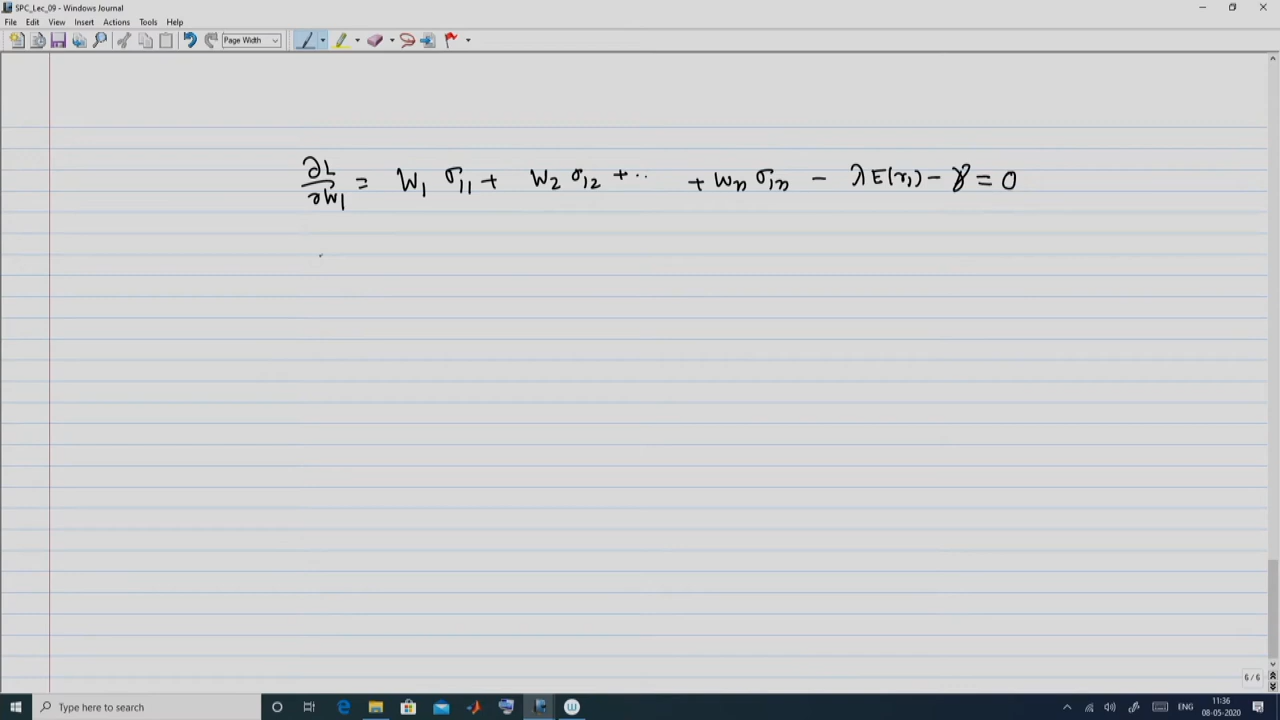 SPC_Lec_09 - Windows Journal
File Edit View Insert Actions Tools Help
Page Width
∂L/∂W₁ = W₁ σ₁₁ + W₂ σ₁₂ + ·· + Wₙ σ₁ₙ - λE(r₁) - γ = 0
6 / 6
Type here to search
ENG
11:36
08-05-2020